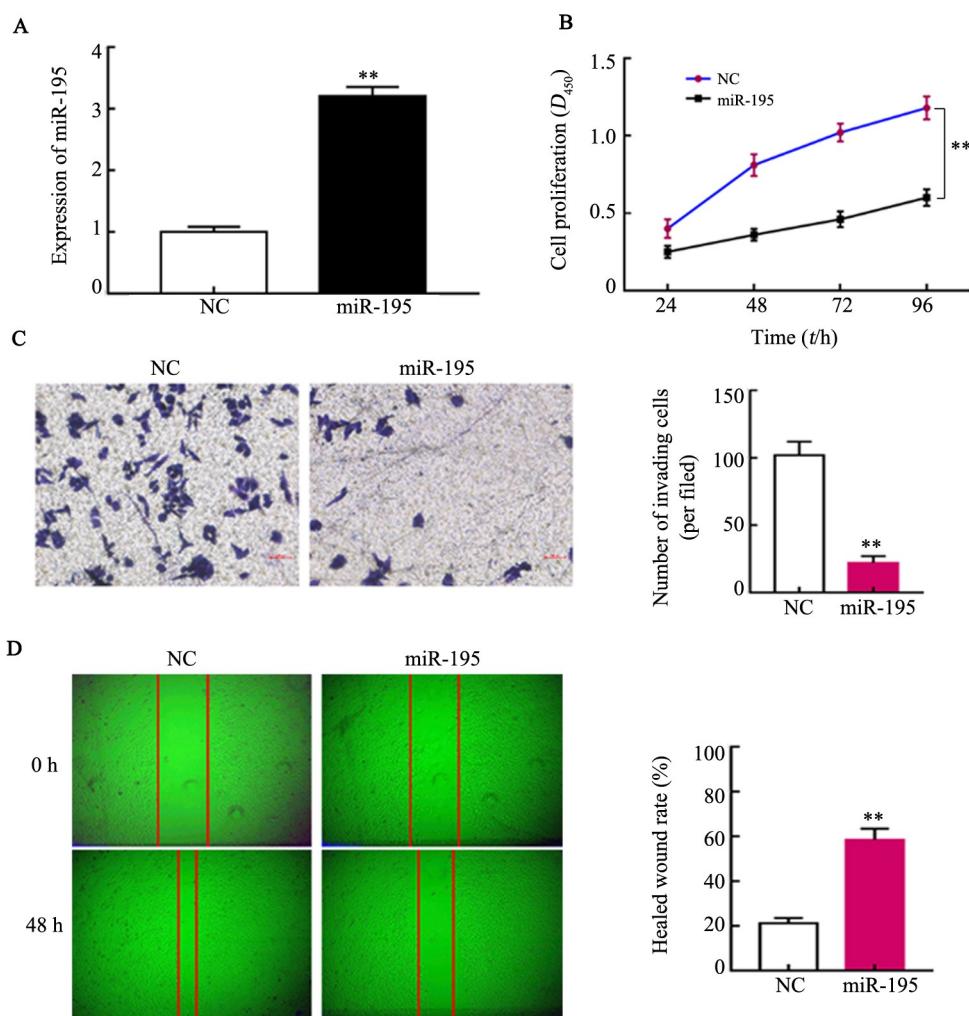 A
Expression of miR-195
4
3
2
1
0
**
NC
miR-195
B
Cell proliferation (D450)
1.5
1.0
0.5
0
NC
miR-195
**
24
48
72
96
Time (t/h)
C
NC
miR-195
Number of invading cells
(per filed)
150
100
50
0
**
NC
miR-195
D
NC
miR-195
0 h
48 h
Healed wound rate (%)
100
80
60
40
20
0
**
NC
miR-195